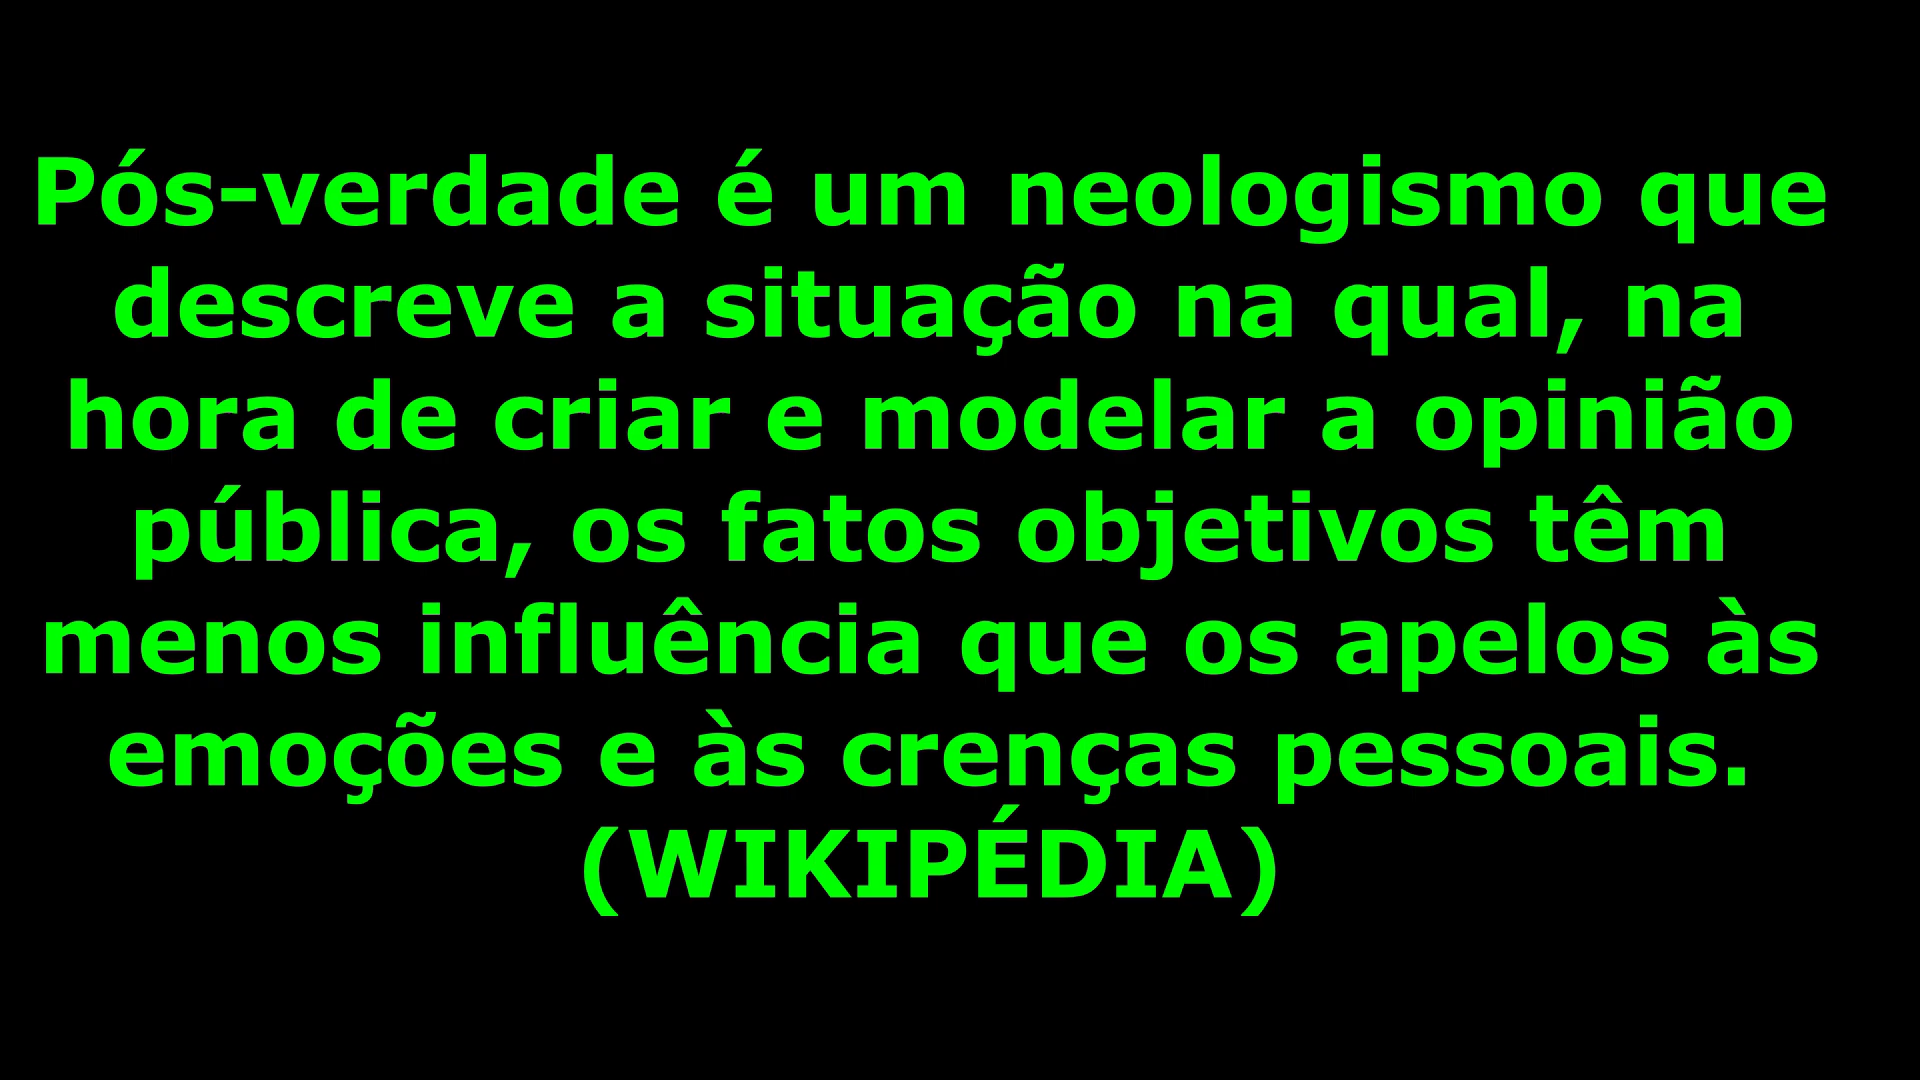 Pós-verdade é um neologismo que
descreve a situação na qual, na
hora de criar e modelar a opinião
pública, os fatos objetivos têm
menos influência que os apelos às
emoções e às crenças pessoais.
(WIKIPÉDIA)